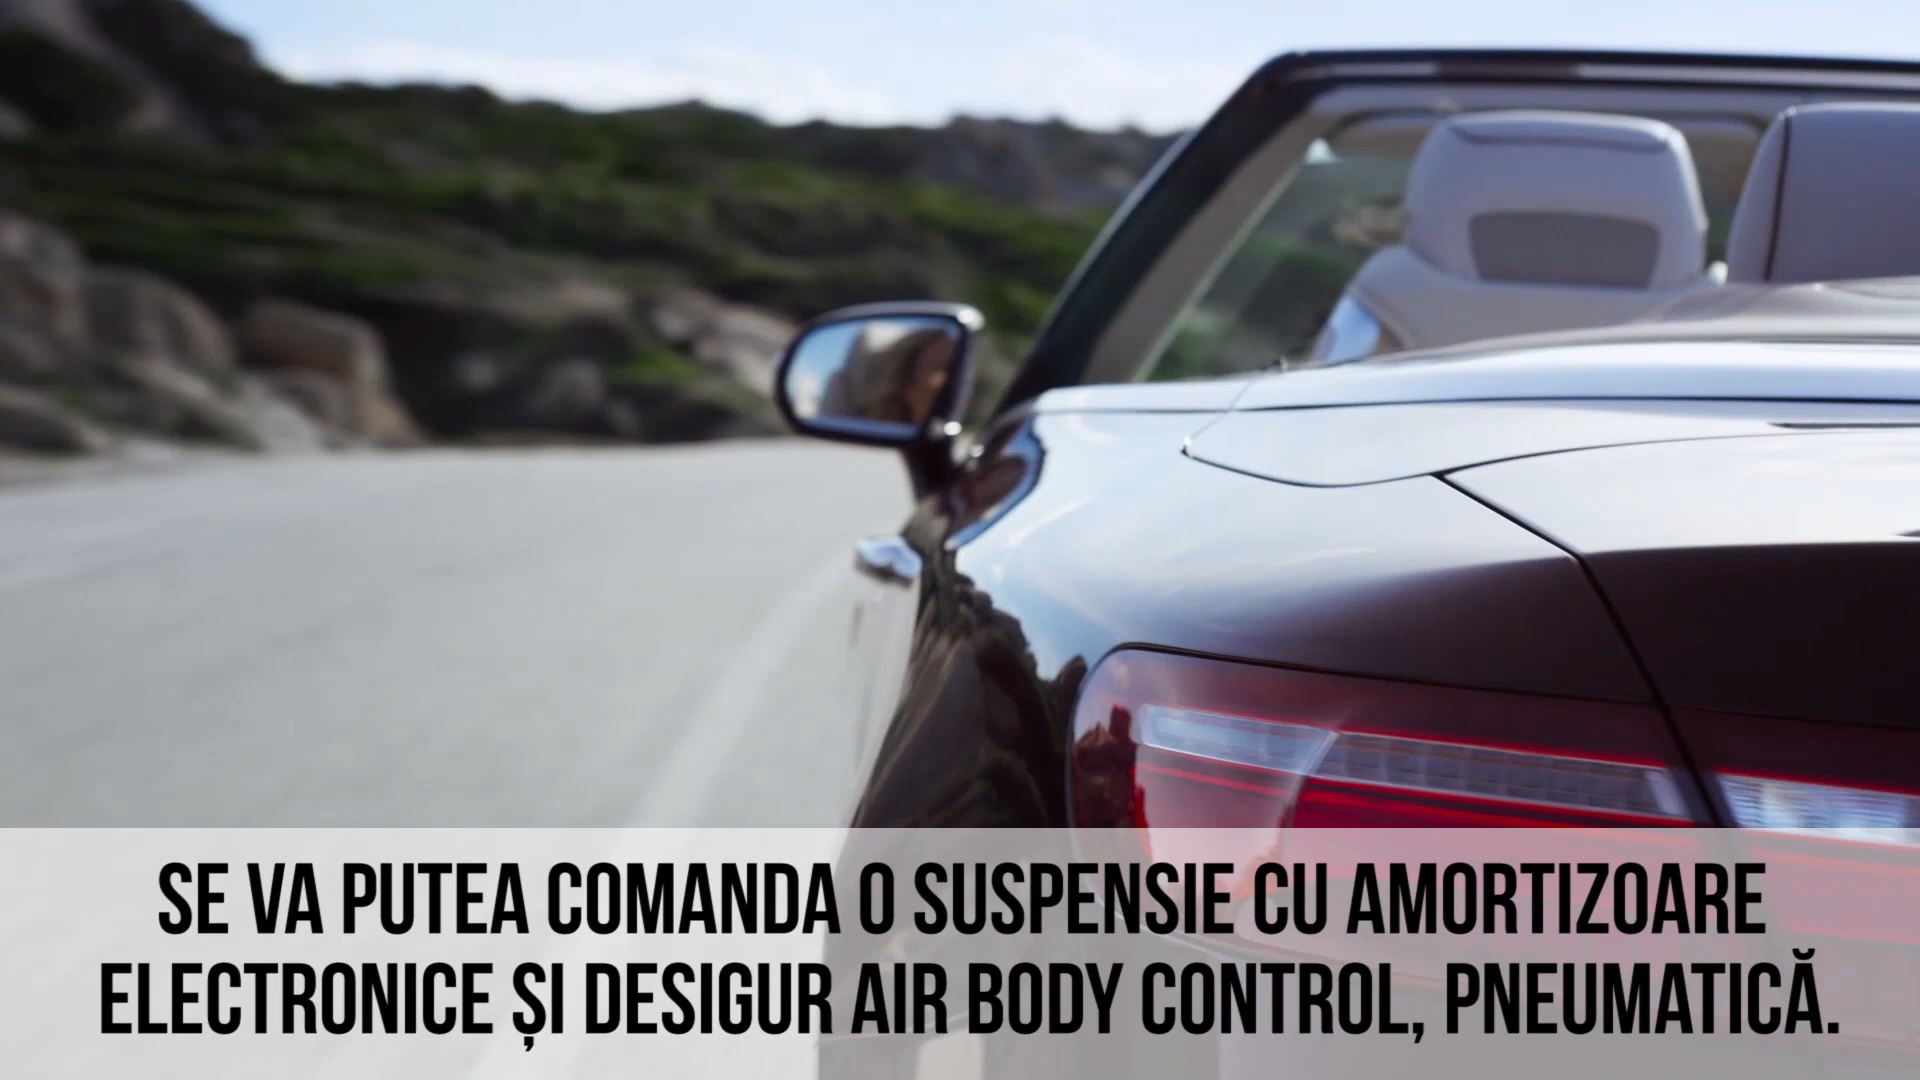 SE VA PUTEA COMANDA O SUSPENSIE CU AMORTIZOARE
ELECTRONICE ȘI DESIGUR AIR BODY CONTROL, PNEUMATICĂ.